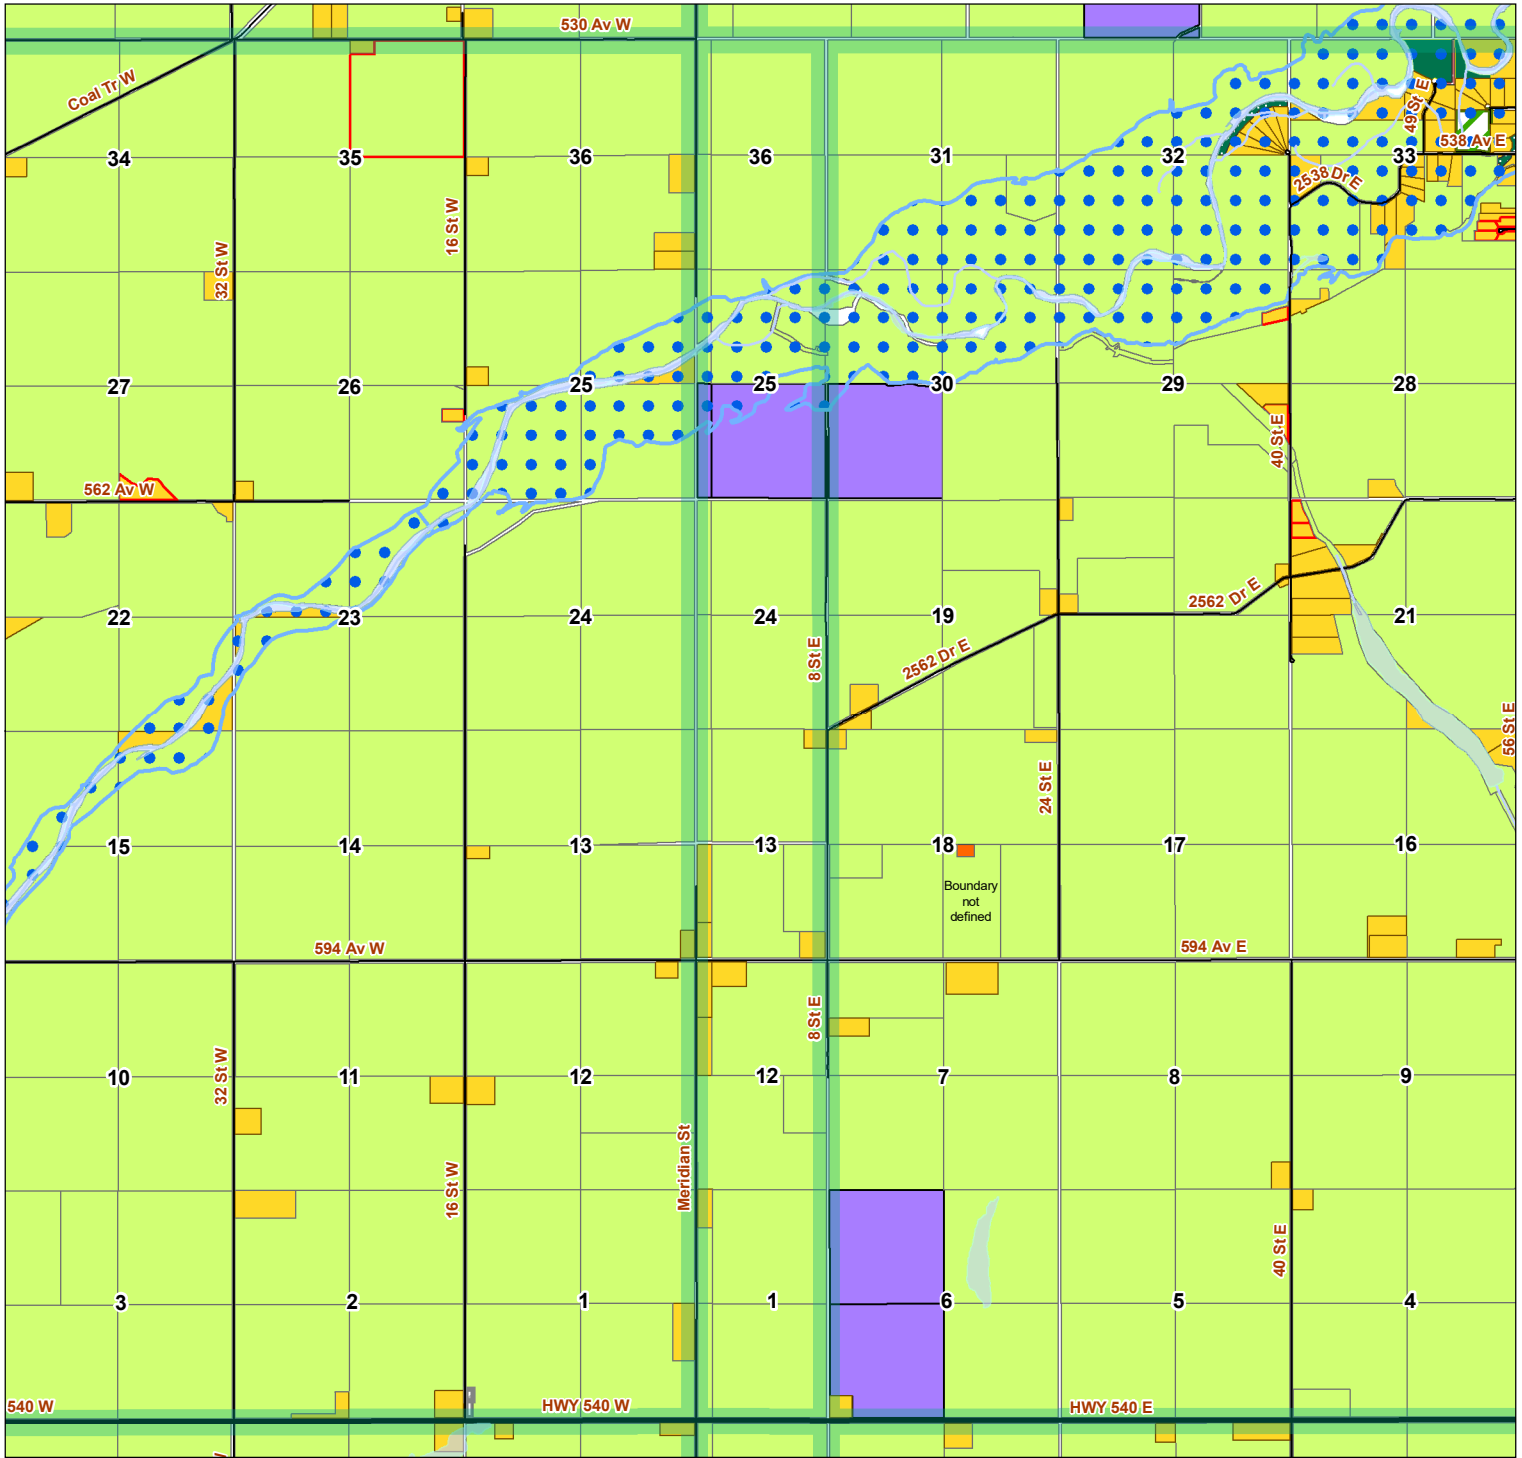 530 Av W
Coal Tr W
49 St E
538 Av E
34
35
36
36
31
32
33
2538 Dr E
16 St W
32 St W
27
26
25
25
30
29
28
40 St E
562 Av W
22
23
24
24
19
2562 Dr E
21
8 St E
2562 Dr E
56 St E
24 St E
15
14
13
13
18
17
16
Boundary
not
defined
594 Av W
594 Av E
8 St E
32 St W
10
11
12
12
7
8
9
Meridian St
16 St W
40 St E
3
2
1
1
6
5
4
540 W
HWY 540 W
HWY 540 E